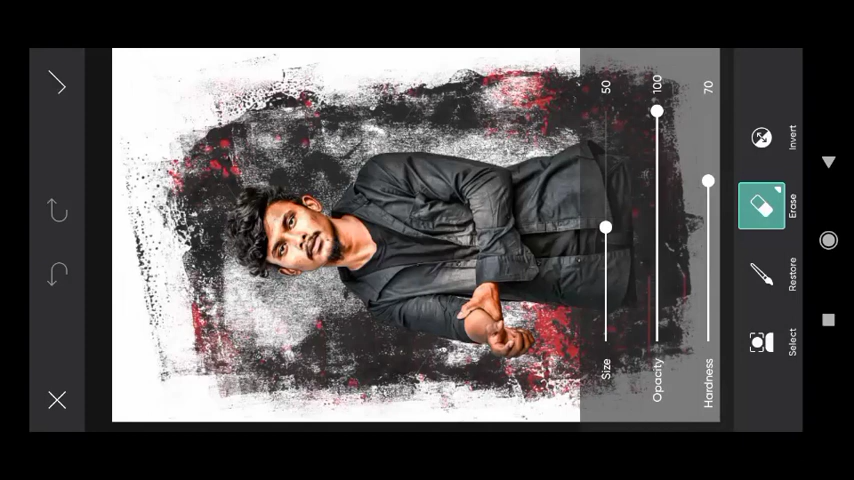 Size 50
Opacity 100
Hardness 70
Select
Restore
Erase
Invert